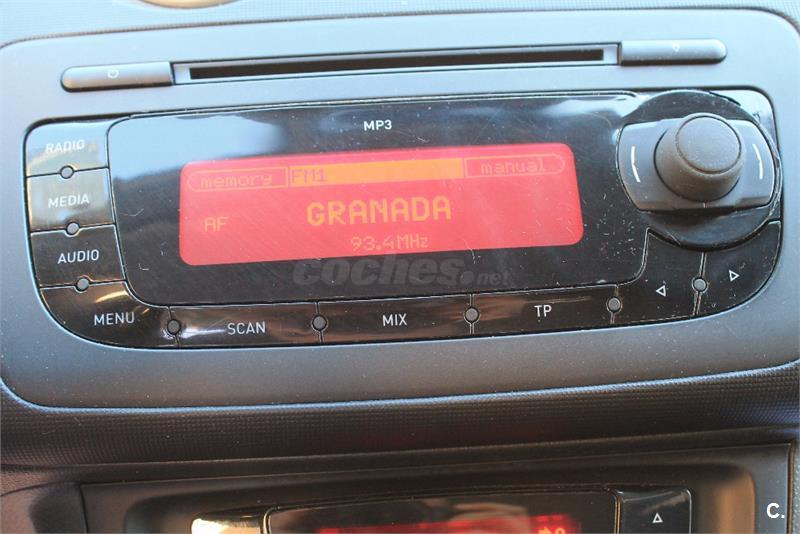 MP3
RADIO
memory FM1 manual
MEDIA
GRANADA
AF
93.4MHz
AUDIO
coches.net
MENU
SCAN
MIX
TP
C.